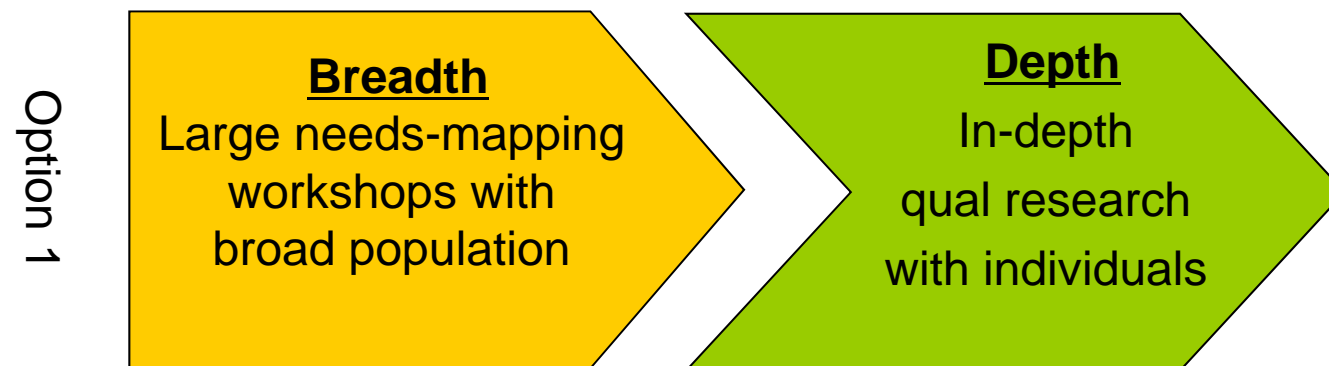 Option 1
Breadth
Large needs-mapping
workshops with
broad population
Depth
In-depth
qual research
with individuals